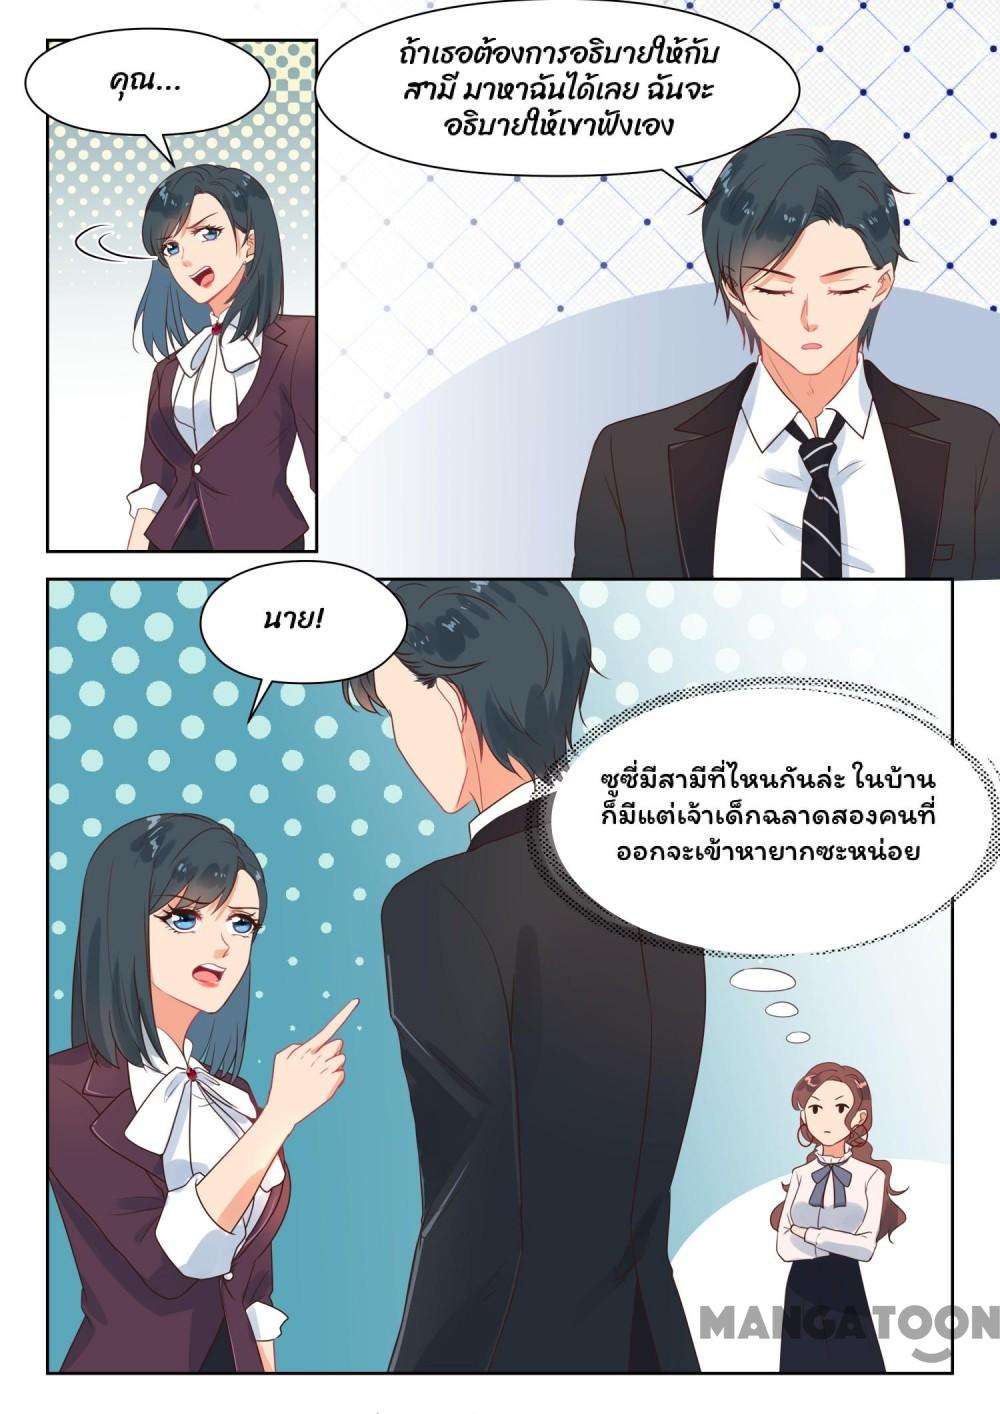 คุณ...
ถ้าเธอต้องการอธิบายให้กับ
สามี มาหาฉันได้เลย ฉันจะ
อธิบายให้เขาฟังเอง
นาย!
ซูซี่มีสามีที่ไหนกันล่ะ ในบ้าน
ก็มีแต่เจ้าเด็กฉลาดสองคนที่
ออกจะเข้าหายากซะหน่อย
MANGATOON